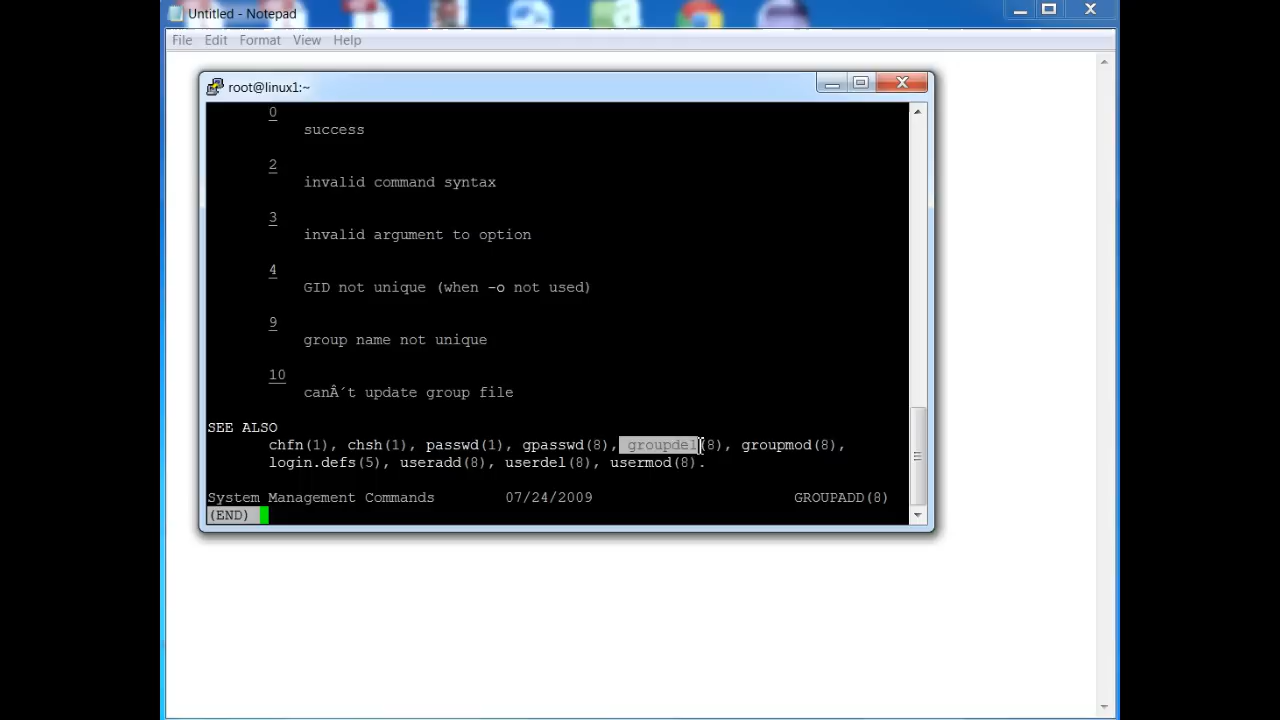 Untitled - Notepad
File Edit Format View Help
root@linux1:~
0
success
2
invalid command syntax
3
invalid argument to option
4
GID not unique (when -o not used)
9
group name not unique
10
canÂ´t update group file
SEE ALSO
chfn(1), chsh(1), passwd(1), gpasswd(8), groupdel(8), groupmod(8),
login.defs(5), useradd(8), userdel(8), usermod(8).
System Management Commands 07/24/2009 GROUPADD(8)
(END)